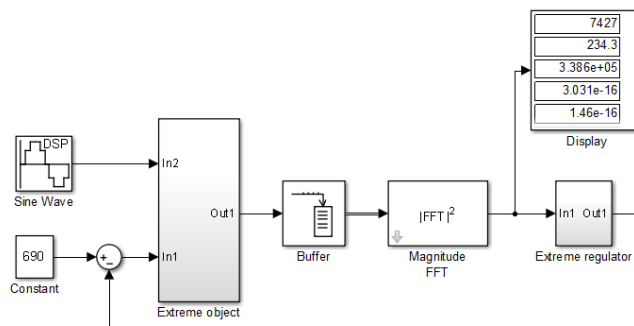 7427
234.3
3.386e+05
3.031e-16
1.46e-16
Display
DSP
Sine Wave
In2
Out1
In1
Extreme object
Buffer
|FFT|²
Magnitude
FFT
In1 Out1
Extreme regulator
690
Constant